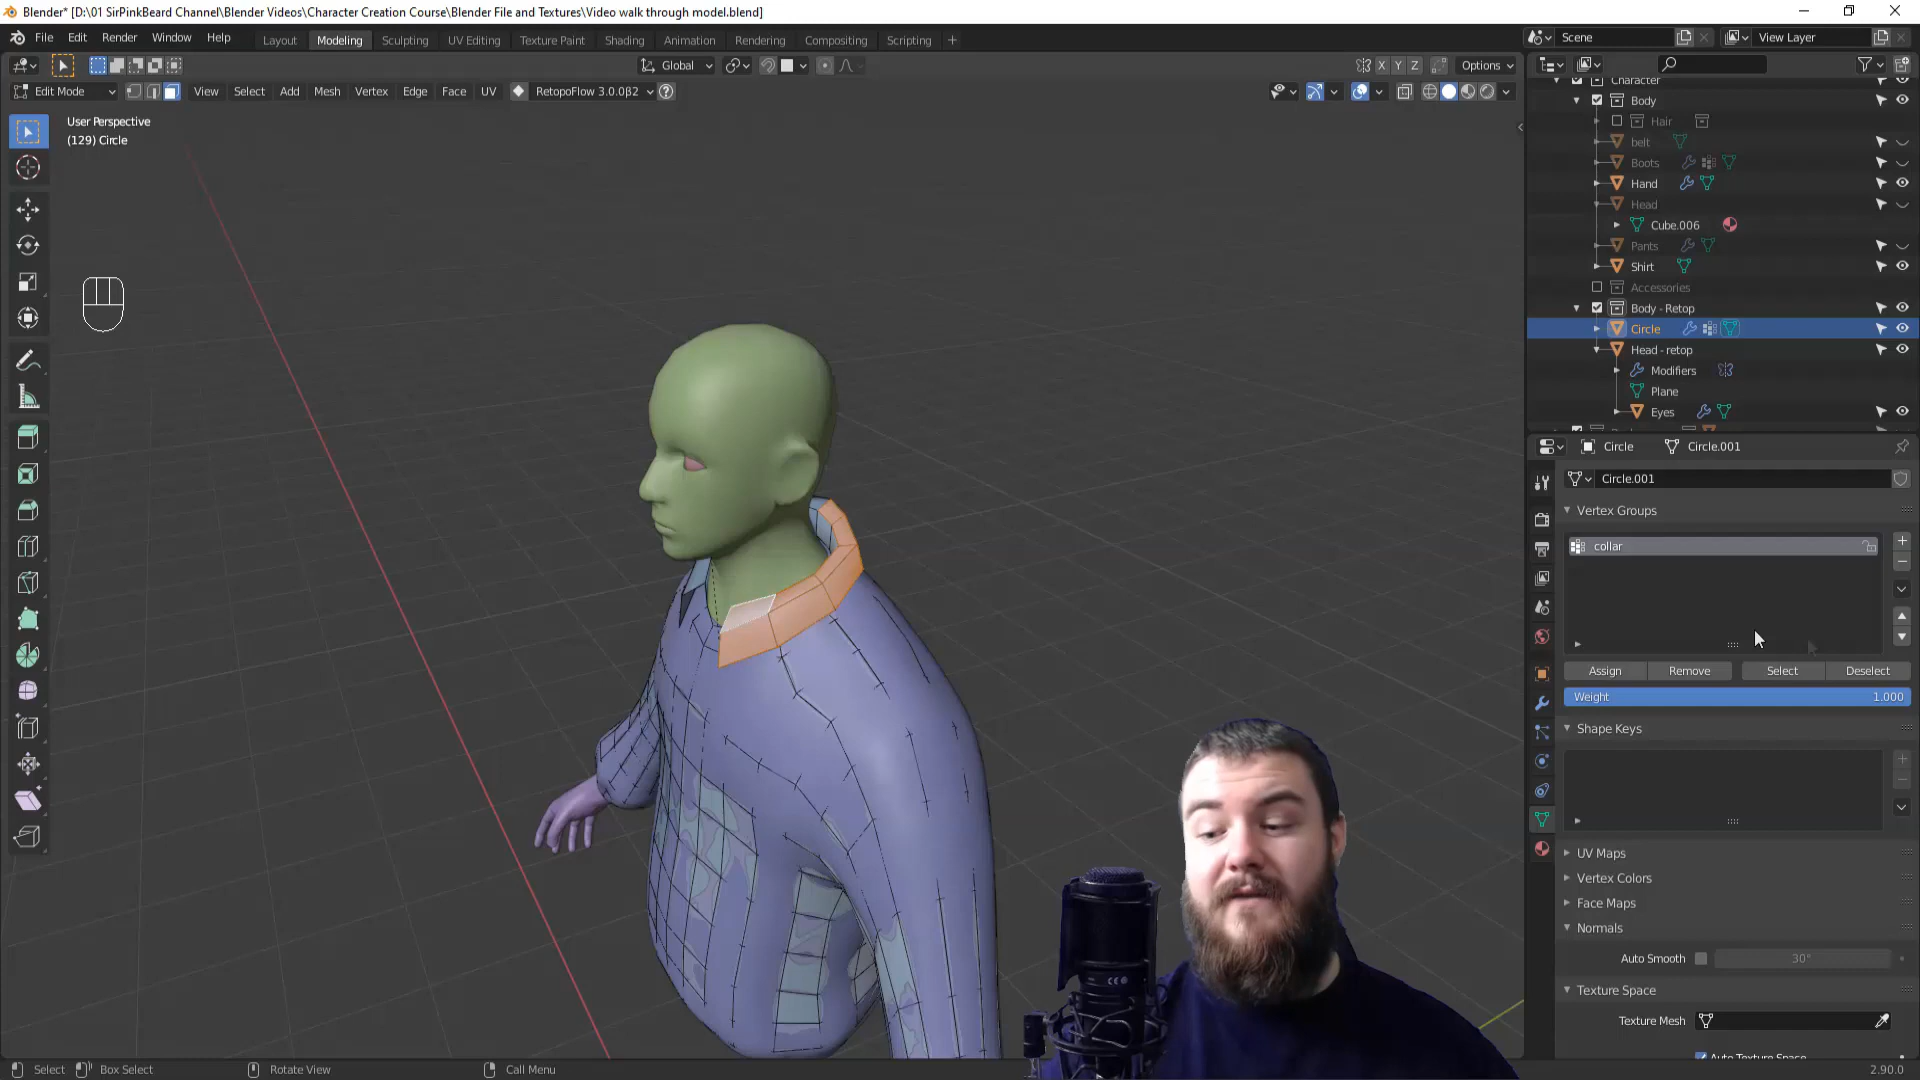 Blender* [D:\01 SirPinkBeard Channel\Blender Videos\Character Creation Course\Blender File and Textures\Video walk through model.blend]
File Edit Render Window Help Layout Modeling Sculpting UV Editing Texture Paint Shading Animation Rendering Compositing Scripting + Scene View Layer
Global X Y Z Options
Edit Mode View Select Add Mesh Vertex Edge Face UV RetopoFlow 3.0.0β2
User Perspective
(129) Circle
Character
Body
Hair
belt
Boots
Hand
Head
Cube.006
Pants
Shirt
Accessories
Body - Retop
Circle
Head - retop
Modifiers
Plane
Eyes
Circle Circle.001
Circle.001
Vertex Groups
collar
Assign Remove Select Deselect
Weight 1.000
Shape Keys
UV Maps
Vertex Colors
Face Maps
Normals
Auto Smooth 30°
Texture Space
Texture Mesh
Auto Texture Space
Select Box Select Rotate View Call Menu 2.90.0